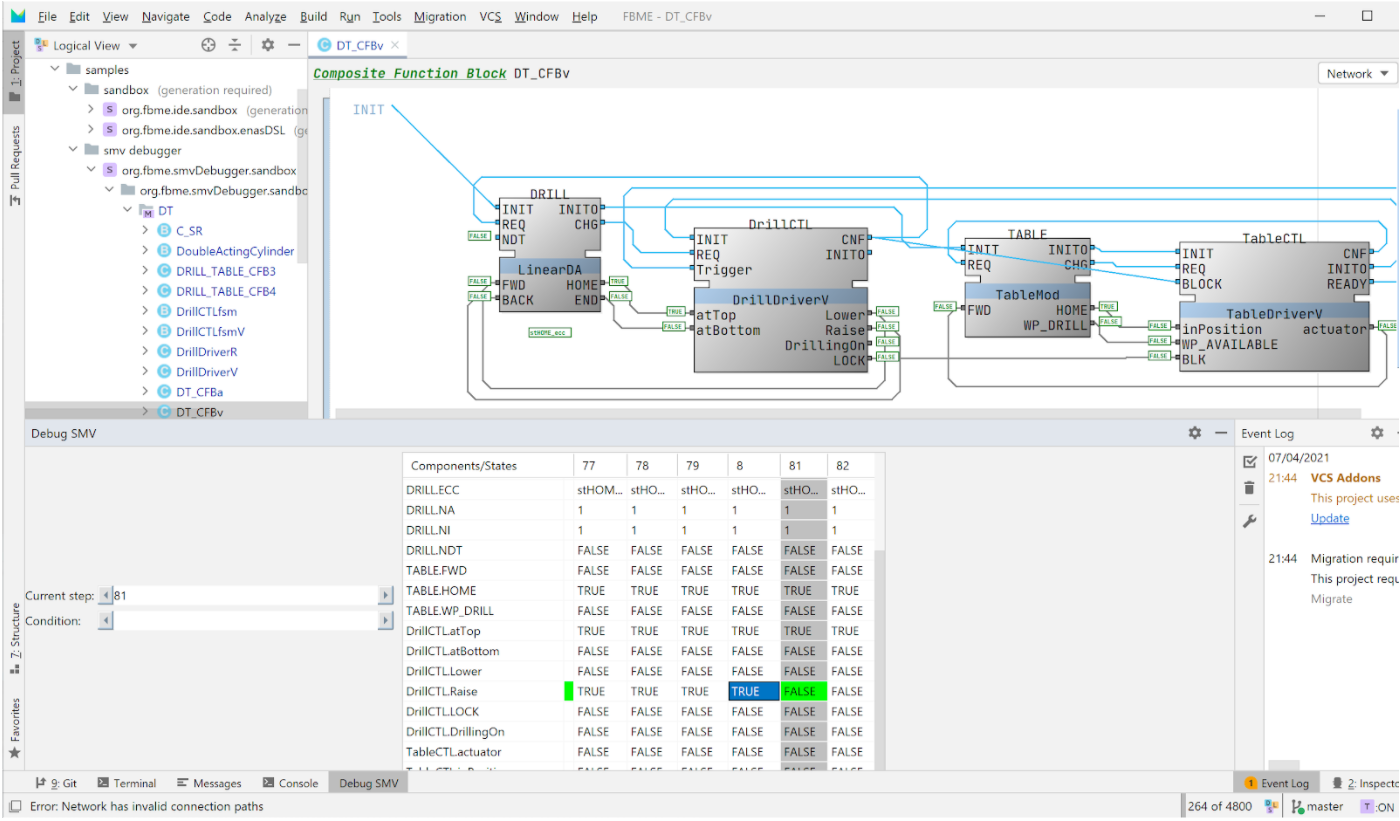 File Edit View Navigate Code Analyze Build Run Tools Migration VCS Window Help FBME - DT_CFBv
1: Project
Pull Requests
7: Structure
Favorites
Logical View
DT_CFBv
samples
sandbox (generation required)
S org.fbme.ide.sandbox (generation
S org.fbme.ide.sandbox.enasDSL (ge
smv debugger
S org.fbme.smvDebugger.sandbox
org.fbme.smvDebugger.sandbo
M DT
B C_SR
B DoubleActingCylinder
C DRILL_TABLE_CFB3
C DRILL_TABLE_CFB4
B DrillCTLfsm
B DrillCTLfsmV
C DrillDriverR
C DrillDriverV
C DT_CFBa
C DT_CFBv
Composite Function Block DT_CFBv
Network
INIT
DRILL
INIT INITO
REQ CHG
FALSE NDT
LinearDA
FALSE FWD HOME TRUE
FALSE BACK END FALSE
stHOME_ecc
DrillCTL
INIT CNF
REQ INITO
Trigger
DrillDriverV
TRUE atTop Lower FALSE
FALSE atBottom Raise FALSE
DrillingOn FALSE
LOCK FALSE
TABLE
INIT INITO
REQ CHG
TableMod
FALSE FWD HOME TRUE
WP_DRILL FALSE
TableCTL
INIT CNF
REQ INITO
BLOCK READY
TableDriverV
FALSE inPosition actuator FALSE
FALSE WP_AVAILABLE
FALSE BLK
Debug SMV
Current step: 81
Condition:
Components/States 77 78 79 8 81 82
DRILL.ECC stHOM... stHO... stHO... stHO... stHO... stHO...
DRILL.NA 1 1 1 1 1 1
DRILL.NI 1 1 1 1 1 1
DRILL.NDT FALSE FALSE FALSE FALSE FALSE FALSE
TABLE.FWD FALSE FALSE FALSE FALSE FALSE FALSE
TABLE.HOME TRUE TRUE TRUE TRUE TRUE TRUE
TABLE.WP_DRILL FALSE FALSE FALSE FALSE FALSE FALSE
DrillCTL.atTop TRUE TRUE TRUE TRUE TRUE TRUE
DrillCTL.atBottom FALSE FALSE FALSE FALSE FALSE FALSE
DrillCTL.Lower FALSE FALSE FALSE FALSE FALSE FALSE
DrillCTL.Raise TRUE TRUE TRUE TRUE FALSE FALSE
DrillCTL.LOCK FALSE FALSE FALSE FALSE FALSE FALSE
DrillCTL.DrillingOn FALSE FALSE FALSE FALSE FALSE FALSE
TableCTL.actuator FALSE FALSE FALSE FALSE FALSE FALSE
Event Log
07/04/2021
21:44 VCS Addons
This project uses
Update
21:44 Migration requir
This project requ
Migrate
9: Git Terminal Messages Console Debug SMV
1 Event Log 2: Inspecto
Error: Network has invalid connection paths
264 of 4800 master T :ON